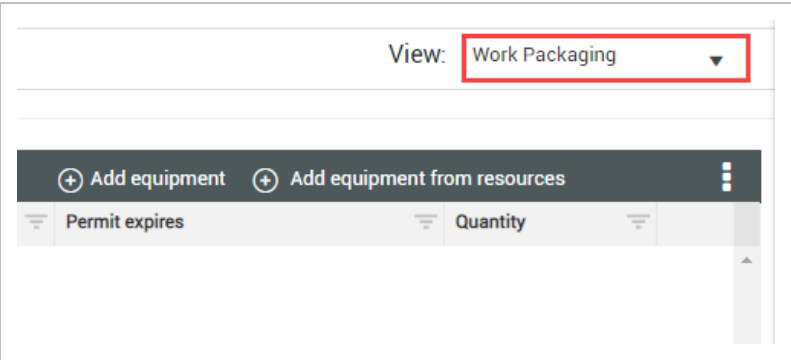 View: Work Packaging
Add equipment Add equipment from resources
Permit expires Quantity